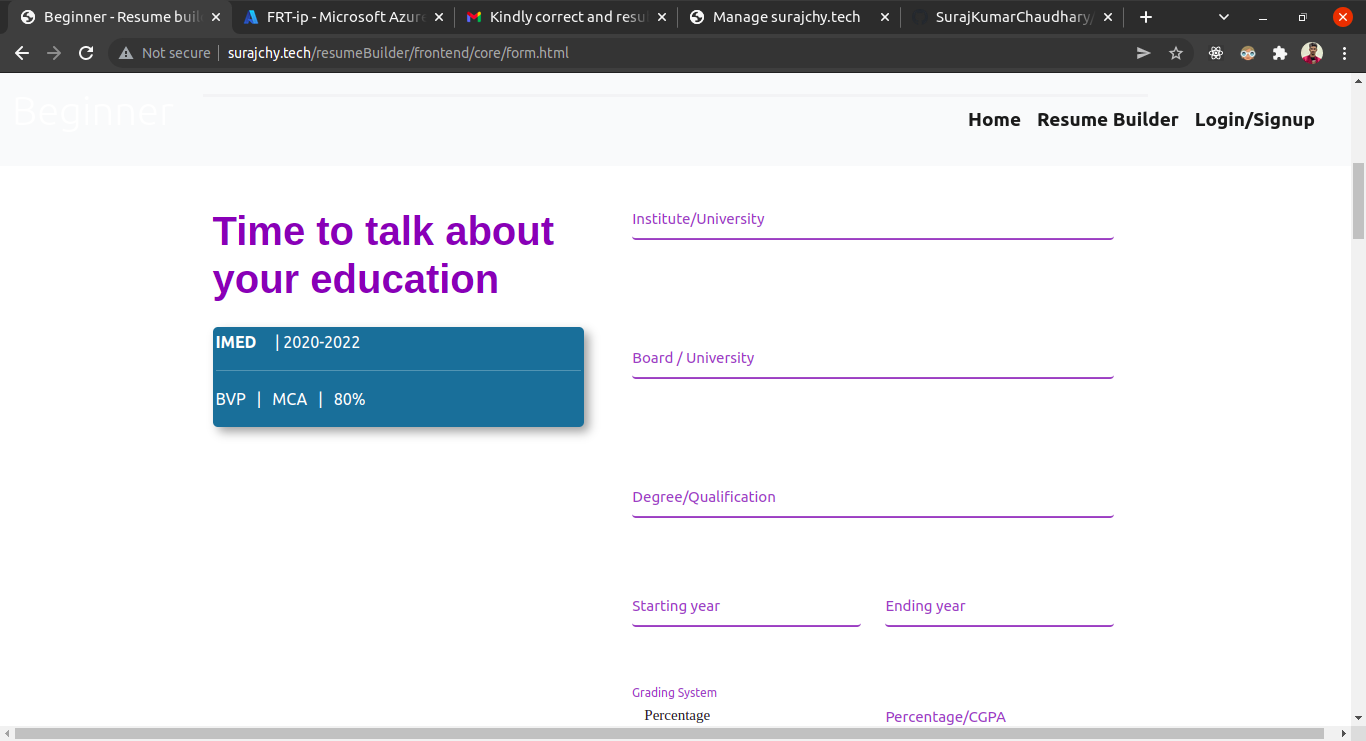 Beginner - Resume buil
FRT-ip - Microsoft Azure
Kindly correct and resu
Manage surajchy.tech
SurajKumarChaudhary/
Not secure | surajchy.tech/resumeBuilder/frontend/core/form.html
Beginner
Home Resume Builder Login/Signup
Time to talk about
your education
IMED | 2020-2022
BVP | MCA | 80%
Institute/University
Board / University
Degree/Qualification
Starting year Ending year
Grading System
Percentage
Percentage/CGPA